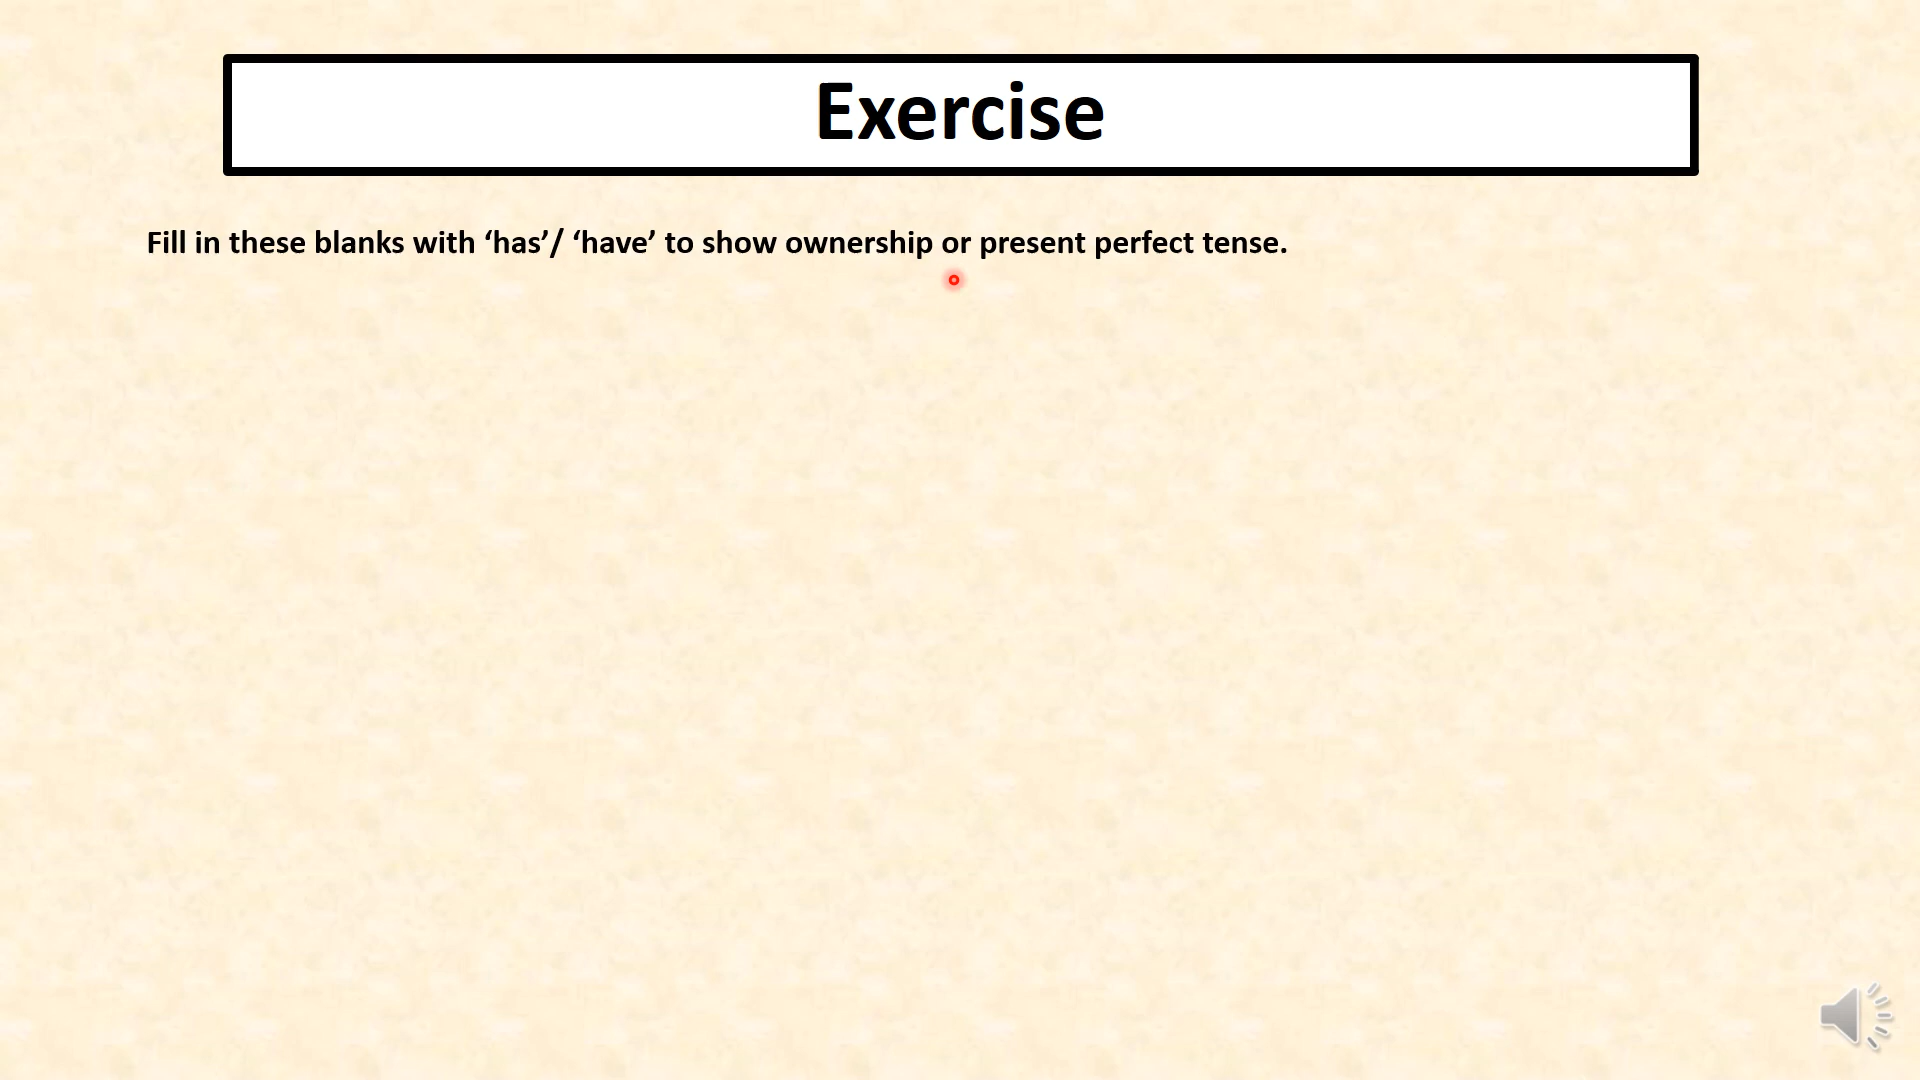 Exercise
Fill in these blanks with ‘has’/ ‘have’ to show ownership or present perfect tense.